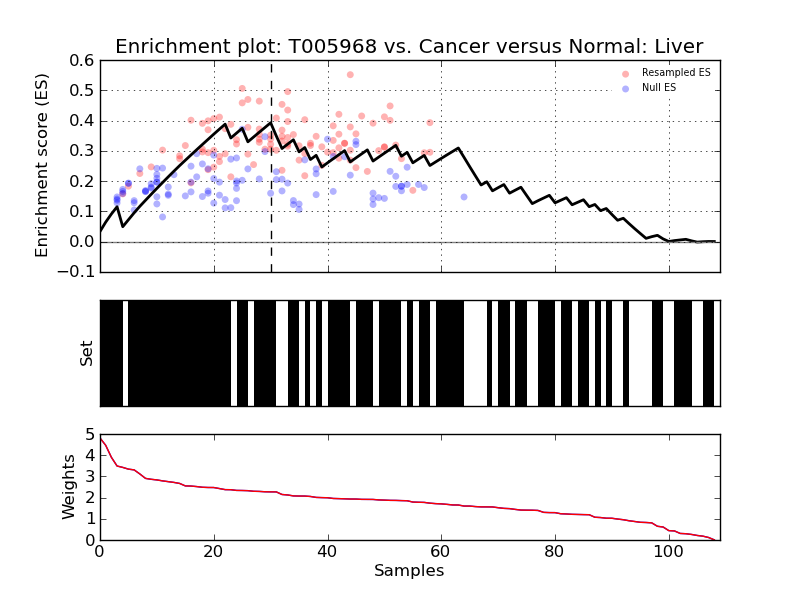 Enrichment plot: T005968 vs. Cancer versus Normal: Liver
0.6
0.5
0.4
0.3
0.2
0.1
0.0
−0.1
Enrichment score (ES)
Resampled ES
Null ES
Set
5
4
3
2
1
0
Weights
0 20 40 60 80 100
Samples